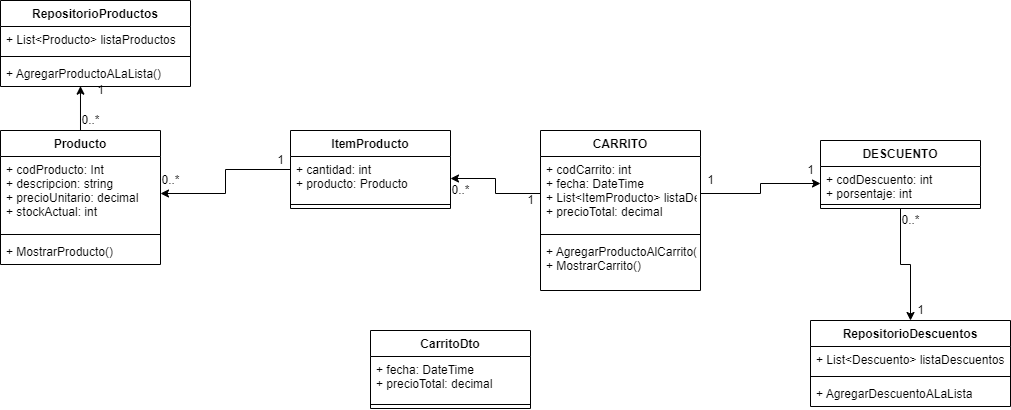 RepositorioProductos
+ List<Producto> listaProductos
+ AgregarProductoALaLista()
1
0..*
Producto
+ codProducto: Int
+ descripcion: string
+ precioUnitario: decimal
+ stockActual: int
+ MostrarProducto()
0..*
1
ItemProducto
+ cantidad: int
+ producto: Producto
0..*
1
CARRITO
+ codCarrito: int
+ fecha: DateTime
+ List<ItemProducto> listaDe
+ precioTotal: decimal
+ AgregarProductoAlCarrito(
+ MostrarCarrito()
1
1
DESCUENTO
+ codDescuento: int
+ porsentaje: int
0..*
1
RepositorioDescuentos
+ List<Descuento> listaDescuentos
+ AgregarDescuentoALaLista
CarritoDto
+ fecha: DateTime
+ precioTotal: decimal